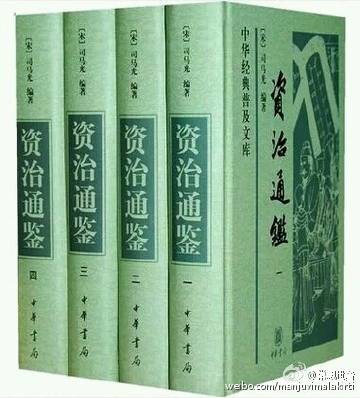 〔宋〕司马光 编著
资治通鉴
四
中华书局
〔宋〕司马光 编著
资治通鉴
三
中华书局
〔宋〕司马光 编著
资治通鉴
二
中华书局
〔宋〕司马光 编著
资治通鉴
一
中华书局
中华经典普及文库
〔宋〕司马光 编著
资治通鑑
一
中华书局
weibo.com/manjuvimalakirti